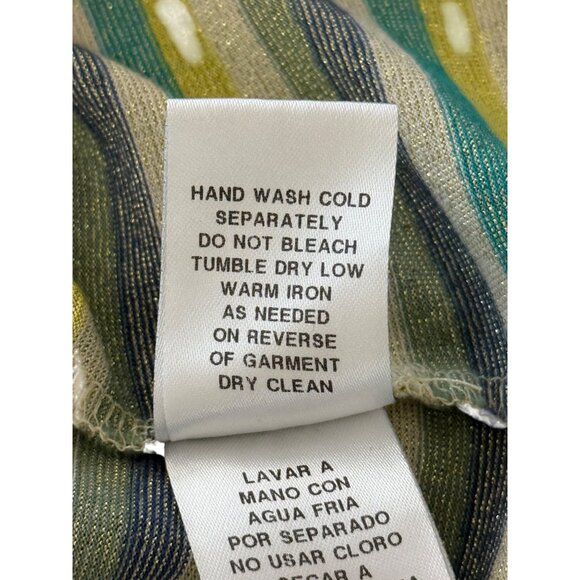 HAND WASH COLD
SEPARATELY
DO NOT BLEACH
TUMBLE DRY LOW
WARM IRON
AS NEEDED
ON REVERSE
OF GARMENT
DRY CLEAN
LAVAR A
MANO CON
AGUA FRIA
POR SEPARADO
NO USAR CLORO
A